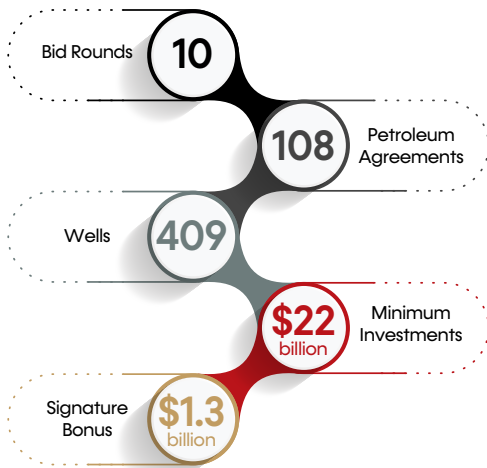 Bid Rounds
10
108
Petroleum
Agreements
Wells
409
$22
billion
Minimum
Investments
Signature
Bonus
$1.3
billion